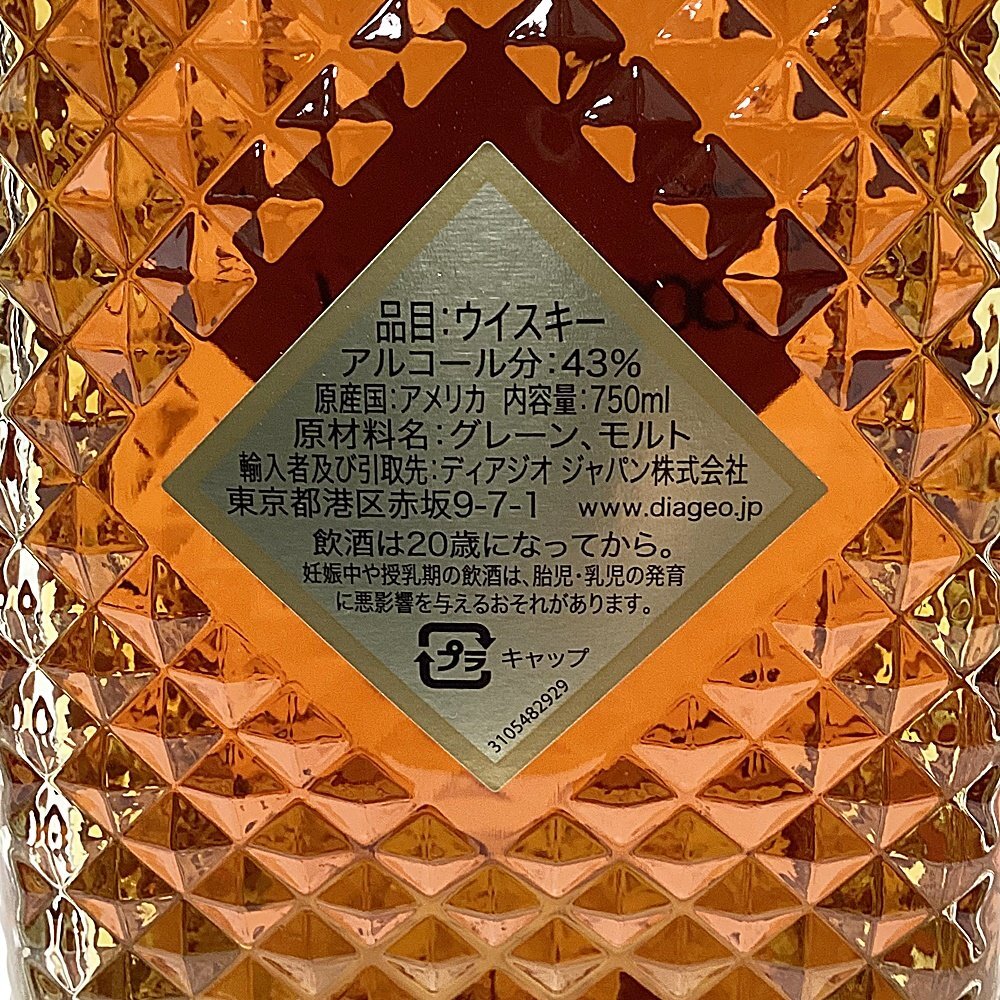 品目:ウイスキー
アルコール分:43%
原産国:アメリカ 内容量:750ml
原材料名:グレーン、モルト
輸入者及び引取先:ディアジオ ジャパン株式会社
東京都港区赤坂9-7-1 www.diageo.jp
飲酒は20歳になってから。
妊娠中や授乳期の飲酒は、胎児・乳児の発育
に悪影響を与えるおそれがあります。
プラ キャップ
3105482929